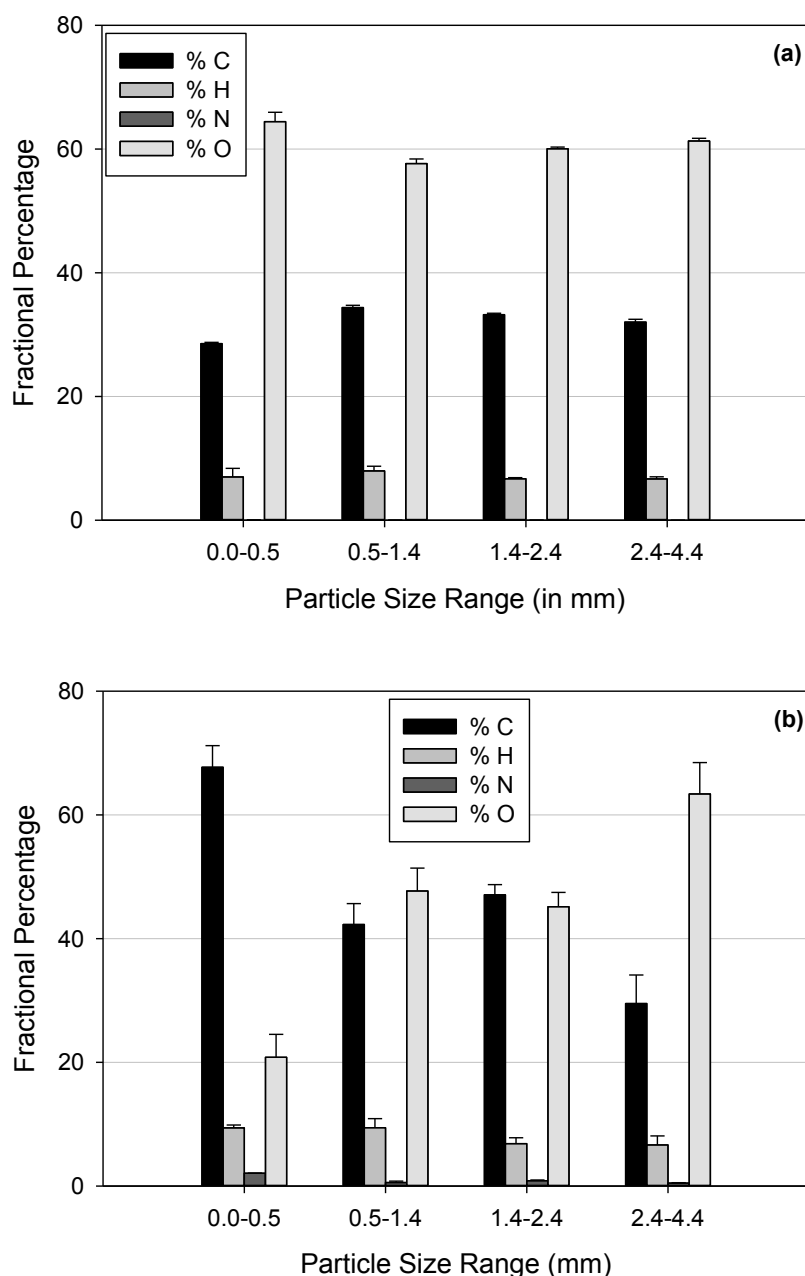 (a)
% C
% H
% N
% O
80
60
40
20
0
Fractional Percentage
0.0-0.5 0.5-1.4 1.4-2.4 2.4-4.4
Particle Size Range (in mm)
(b)
% C
% H
% N
% O
80
60
40
20
0
Fractional Percentage
0.0-0.5 0.5-1.4 1.4-2.4 2.4-4.4
Particle Size Range (mm)